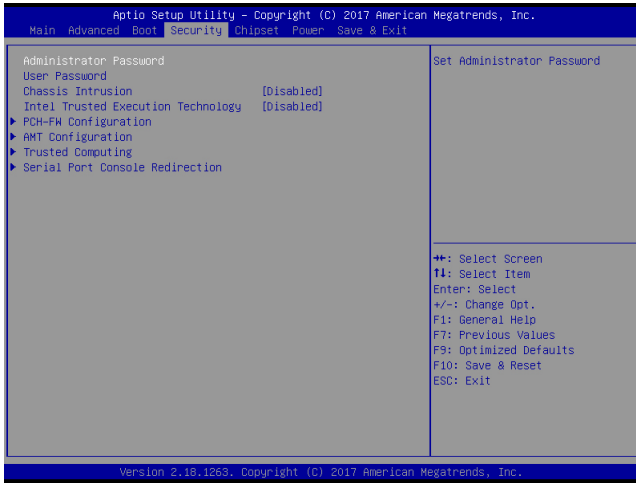 Aptio Setup Utility – Copyright (C) 2017 American Megatrends, Inc.
Main Advanced Boot Security Chipset Power Save & Exit
Administrator Password
User Password
Chassis Intrusion [Disabled]
Intel Trusted Execution Technology [Disabled]
PCH-FW Configuration
AMT Configuration
Trusted Computing
Serial Port Console Redirection
Set Administrator Password
→←: Select Screen
↑↓: Select Item
Enter: Select
+/-: Change Opt.
F1: General Help
F7: Previous Values
F9: Optimized Defaults
F10: Save & Reset
ESC: Exit
Version 2.18.1263. Copyright (C) 2017 American Megatrends, Inc.